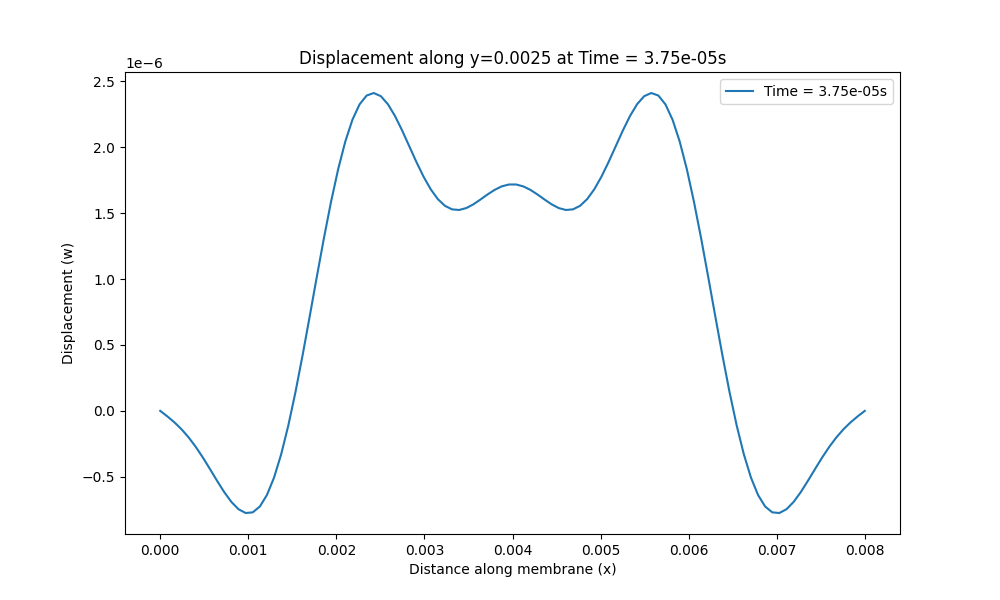 Displacement along y=0.0025 at Time = 3.75e-05s
1e−6
Time = 3.75e-05s
2.5
2.0
1.5
1.0
0.5
0.0
−0.5
Displacement (w)
0.000 0.001 0.002 0.003 0.004 0.005 0.006 0.007 0.008
Distance along membrane (x)